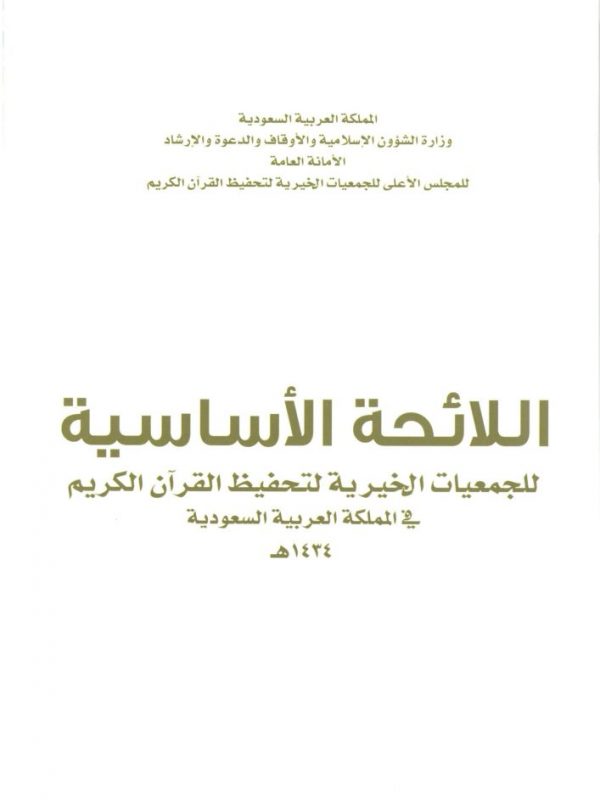 المملكة العربية السعودية
وزارة الشؤون الإسلامية والأوقاف والدعوة والإرشاد
الأمانة العامة
للمجلس الأعلى للجمعيات الخيرية لتحفيظ القرآن الكريم
اللائحة الأساسية
للجمعيات الخيرية لتحفيظ القرآن الكريم
في المملكة العربية السعودية
١٤٣٤هـ